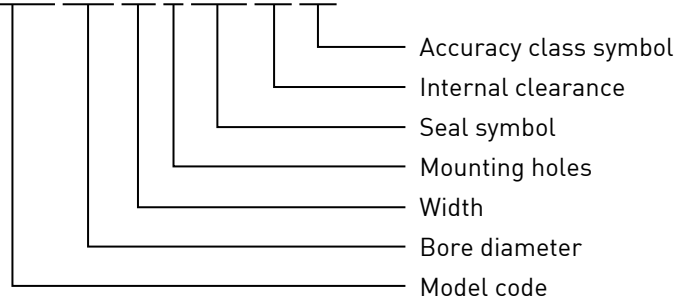 Accuracy class symbol
Internal clearance
Seal symbol
Mounting holes
Width
Bore diameter
Model code